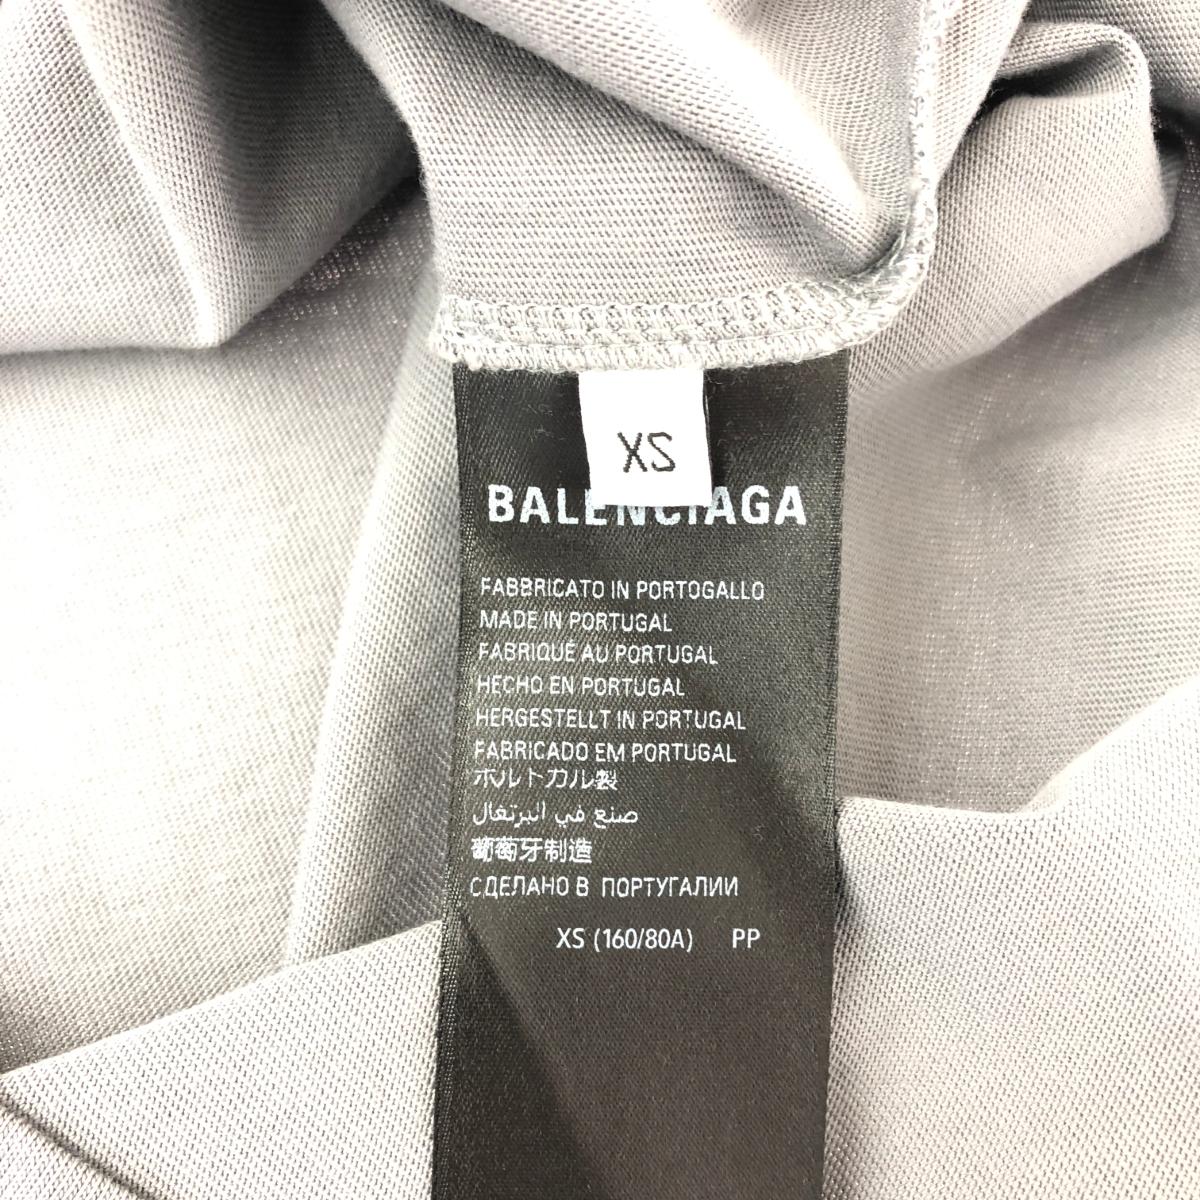 XS
BALENCIAGA
FABBRICATO IN PORTOGALLO
MADE IN PORTUGAL
FABRIQUÉ AU PORTUGAL
HECHO EN PORTUGAL
HERGESTELLT IN PORTUGAL
FABRICADO EM PORTUGAL
ポルトガル製
صنع في البرتغال
葡萄牙制造
СДЕЛАНО В ПОРТУГАЛИИ
XS (160/80A) PP